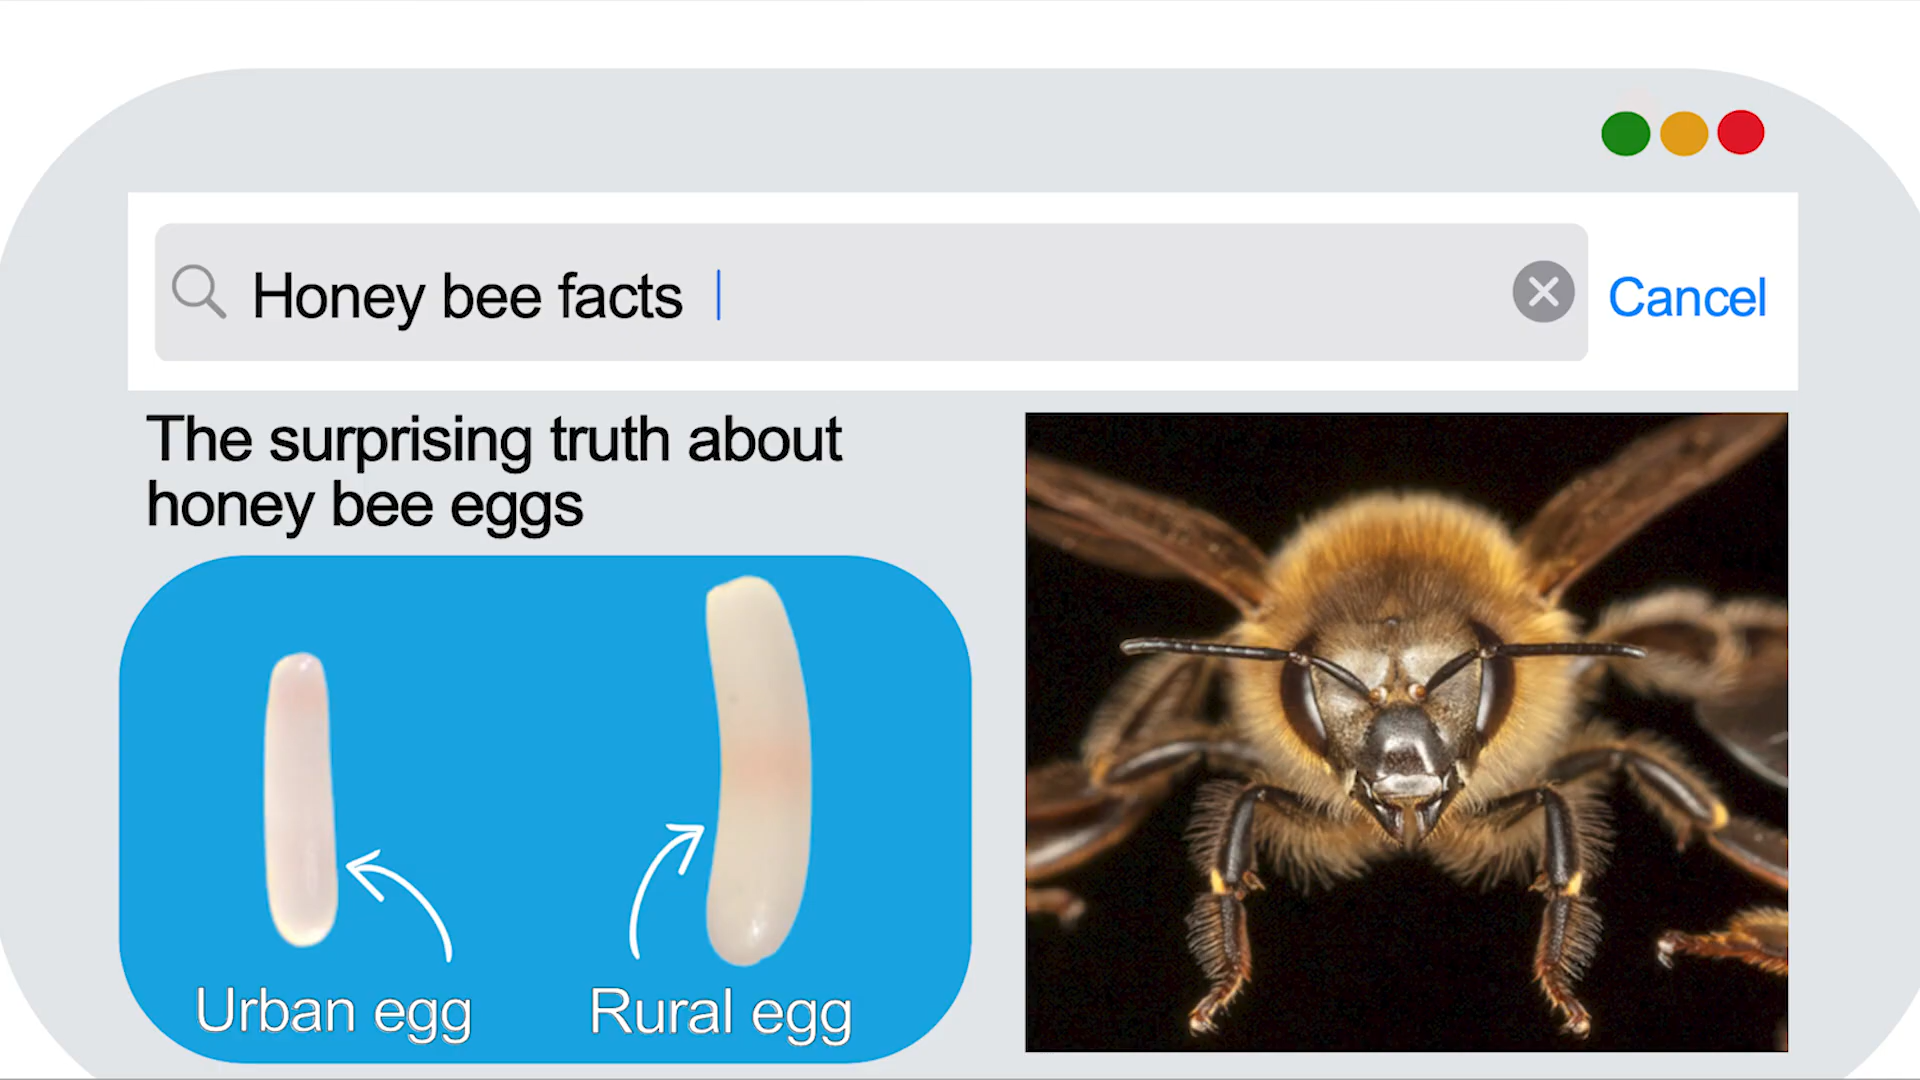 Honey bee facts
Cancel
The surprising truth about
honey bee eggs
Urban egg
Rural egg